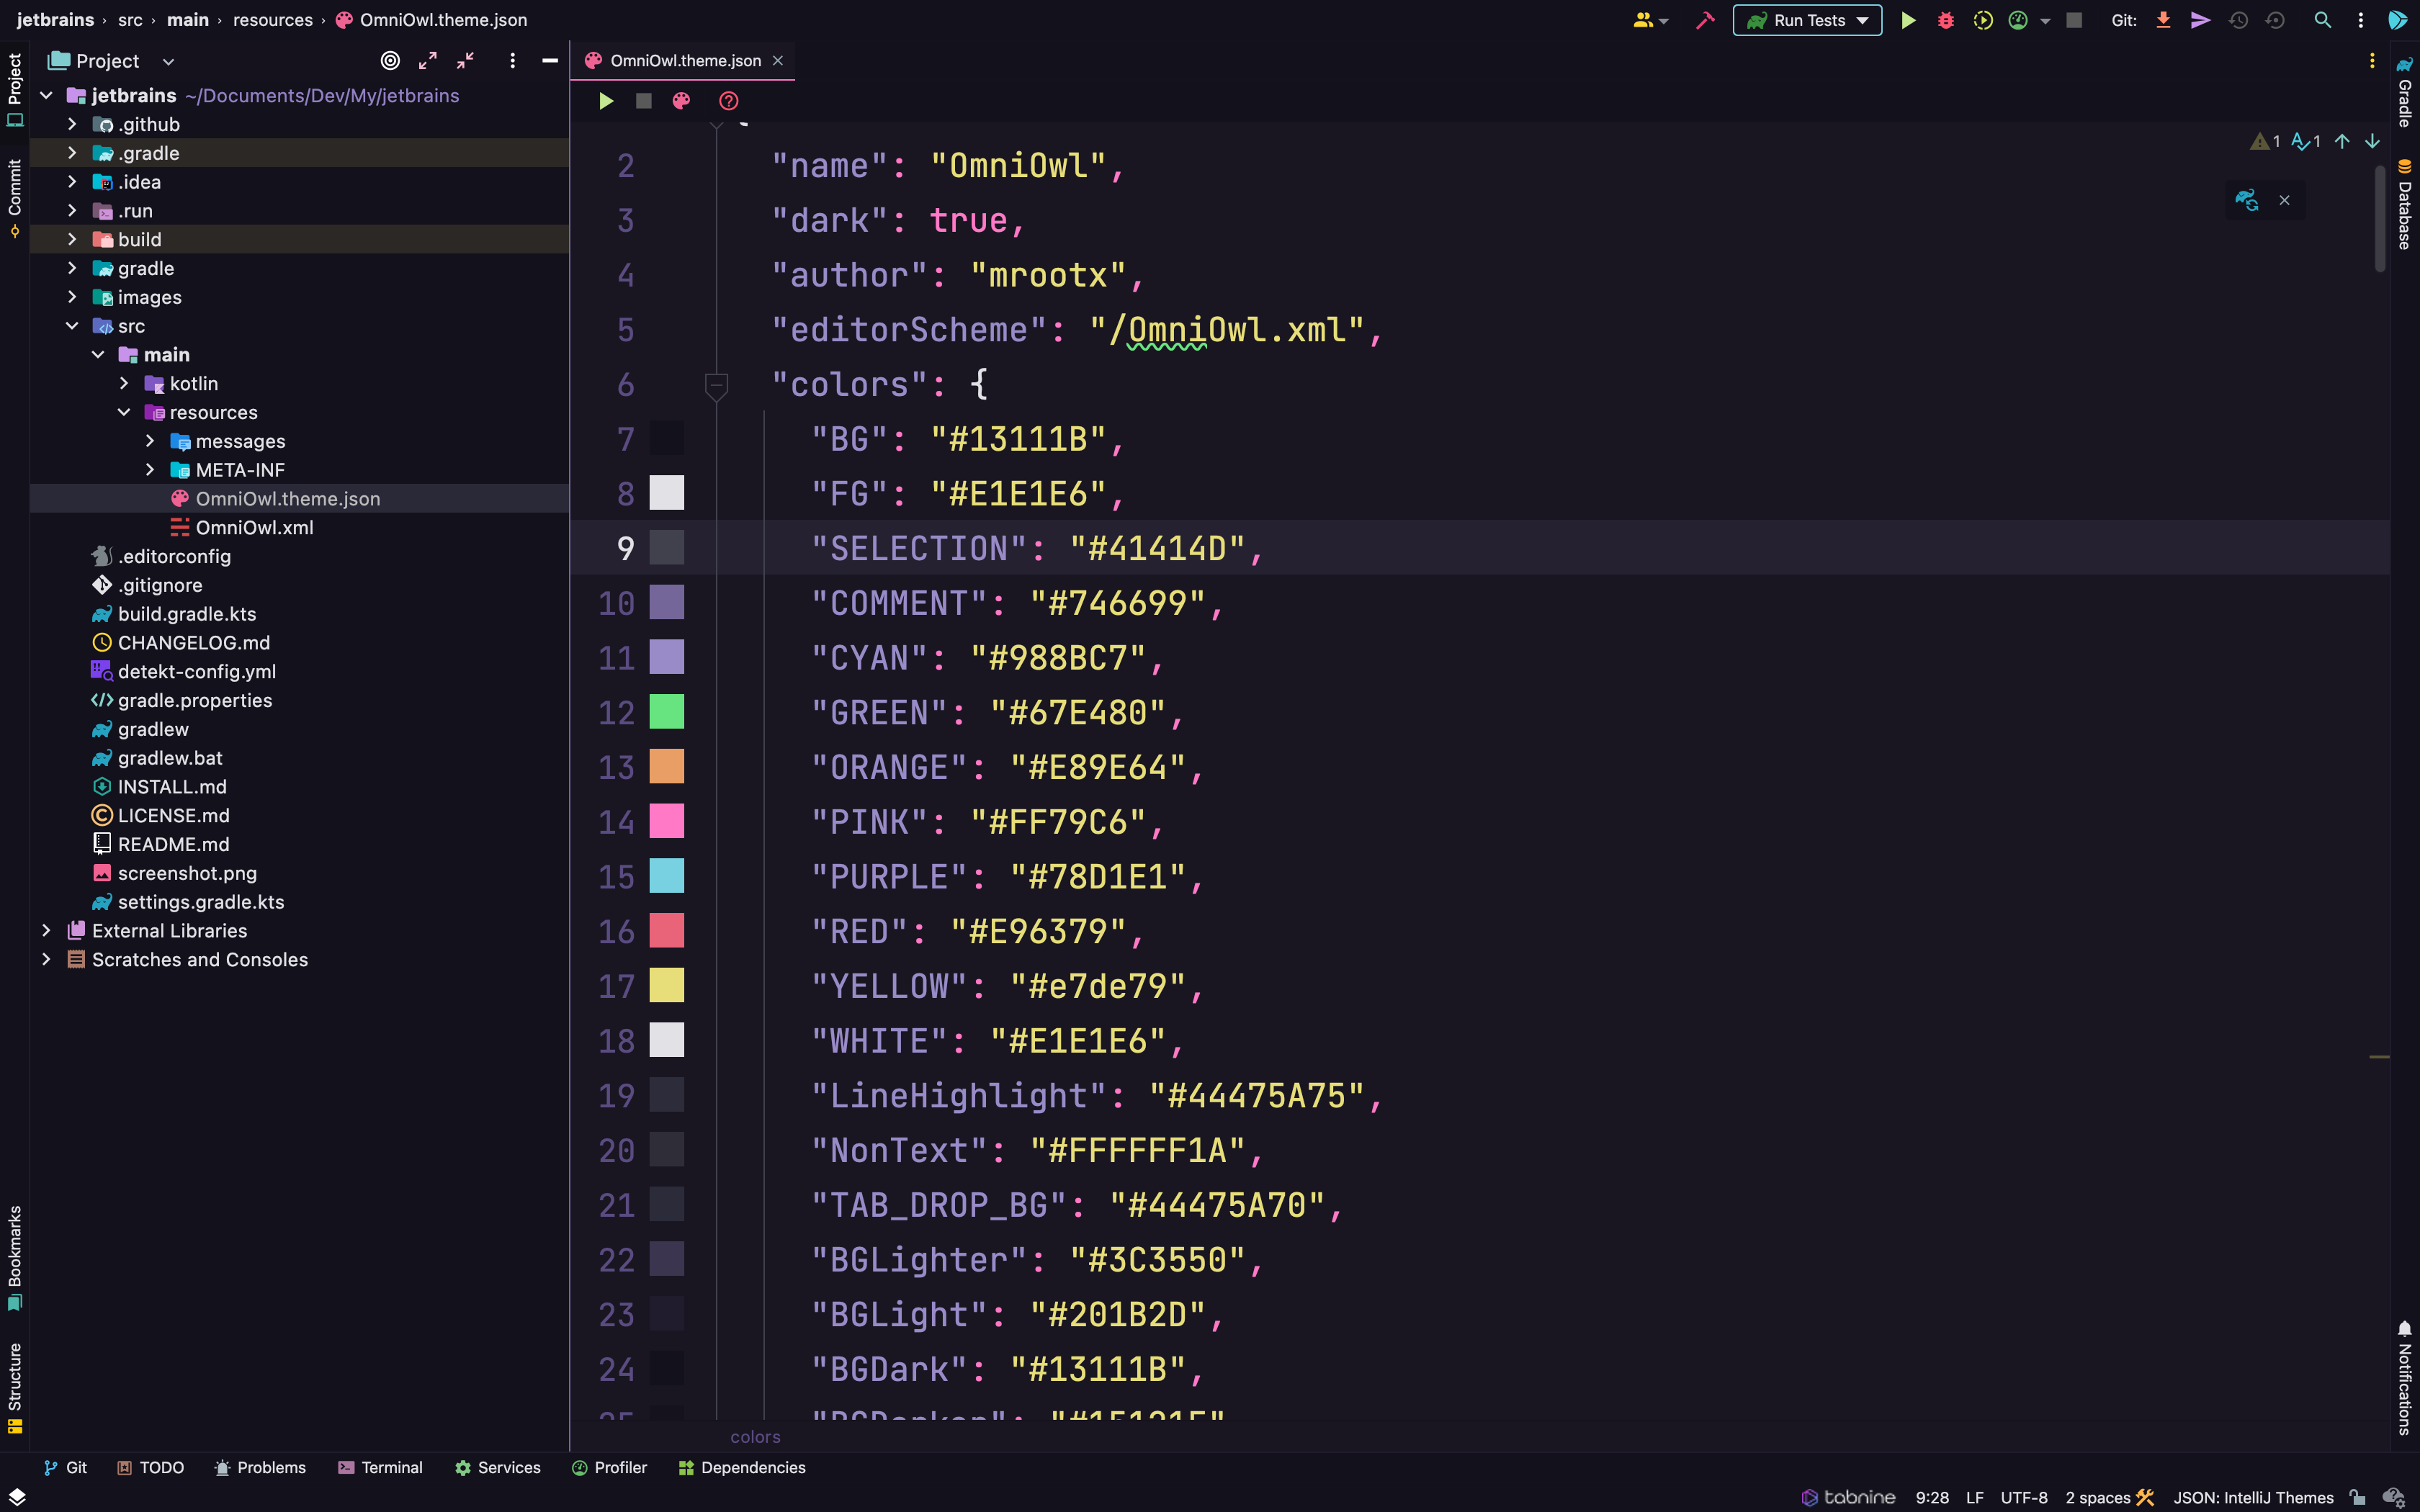 jetbrains › src › main › resources › OmniOwl.theme.json
Run Tests
Git:
Project
Commit
Bookmarks
Structure
Project
jetbrains ~/Documents/Dev/My/jetbrains
.github
.gradle
.idea
.run
build
gradle
images
src
main
kotlin
resources
messages
META-INF
OmniOwl.theme.json
OmniOwl.xml
.editorconfig
.gitignore
build.gradle.kts
CHANGELOG.md
detekt-config.yml
gradle.properties
gradlew
gradlew.bat
INSTALL.md
LICENSE.md
README.md
screenshot.png
settings.gradle.kts
External Libraries
Scratches and Consoles
OmniOwl.theme.json
1 1
2 "name": "OmniOwl",
3 "dark": true,
4 "author": "mrootx",
5 "editorScheme": "/OmniOwl.xml",
6 "colors": {
7 "BG": "#13111B",
8 "FG": "#E1E1E6",
9 "SELECTION": "#41414D",
10 "COMMENT": "#746699",
11 "CYAN": "#988BC7",
12 "GREEN": "#67E480",
13 "ORANGE": "#E89E64",
14 "PINK": "#FF79C6",
15 "PURPLE": "#78D1E1",
16 "RED": "#E96379",
17 "YELLOW": "#e7de79",
18 "WHITE": "#E1E1E6",
19 "LineHighlight": "#44475A75",
20 "NonText": "#FFFFFF1A",
21 "TAB_DROP_BG": "#44475A70",
22 "BGLighter": "#3C3550",
23 "BGLight": "#201B2D",
24 "BGDark": "#13111B",
colors
Gradle
Database
Notifications
Git TODO Problems Terminal Services Profiler Dependencies
tabnine 9:28 LF UTF-8 2 spaces JSON: IntelliJ Themes